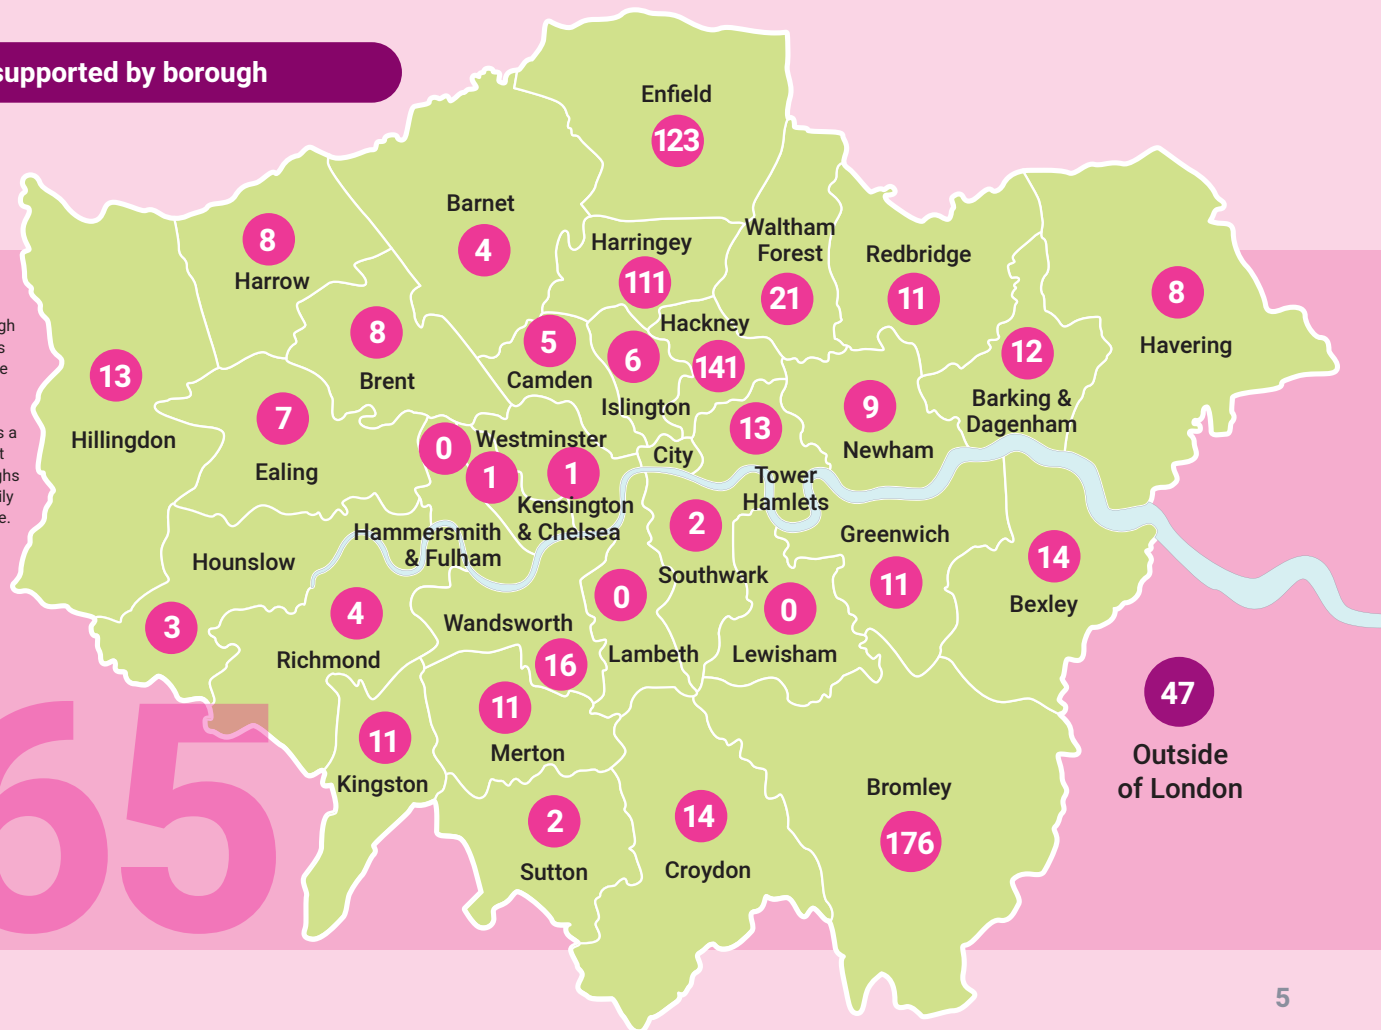 supported by borough
Enfield
123
Barnet
4
8
Harrow
Harringey
111
Waltham
Forest
21
Redbridge
11
8
Havering
8
Brent
5
Camden
6
Islington
Hackney
141
12
Barking &
Dagenham
13
Hillingdon
7
Ealing
0
Westminster
1
1
Kensington
& Chelsea
City
13
Tower
Hamlets
9
Newham
Hammersmith
& Fulham
Hounslow
3
4
Richmond
2
Southwark
Greenwich
11
14
Bexley
Wandsworth
16
0
Lambeth
0
Lewisham
11
Merton
11
Kingston
2
Sutton
14
Croydon
Bromley
176
47
Outside
of London
gh
s
e
s a
t
ghs
ily
e.
65
5